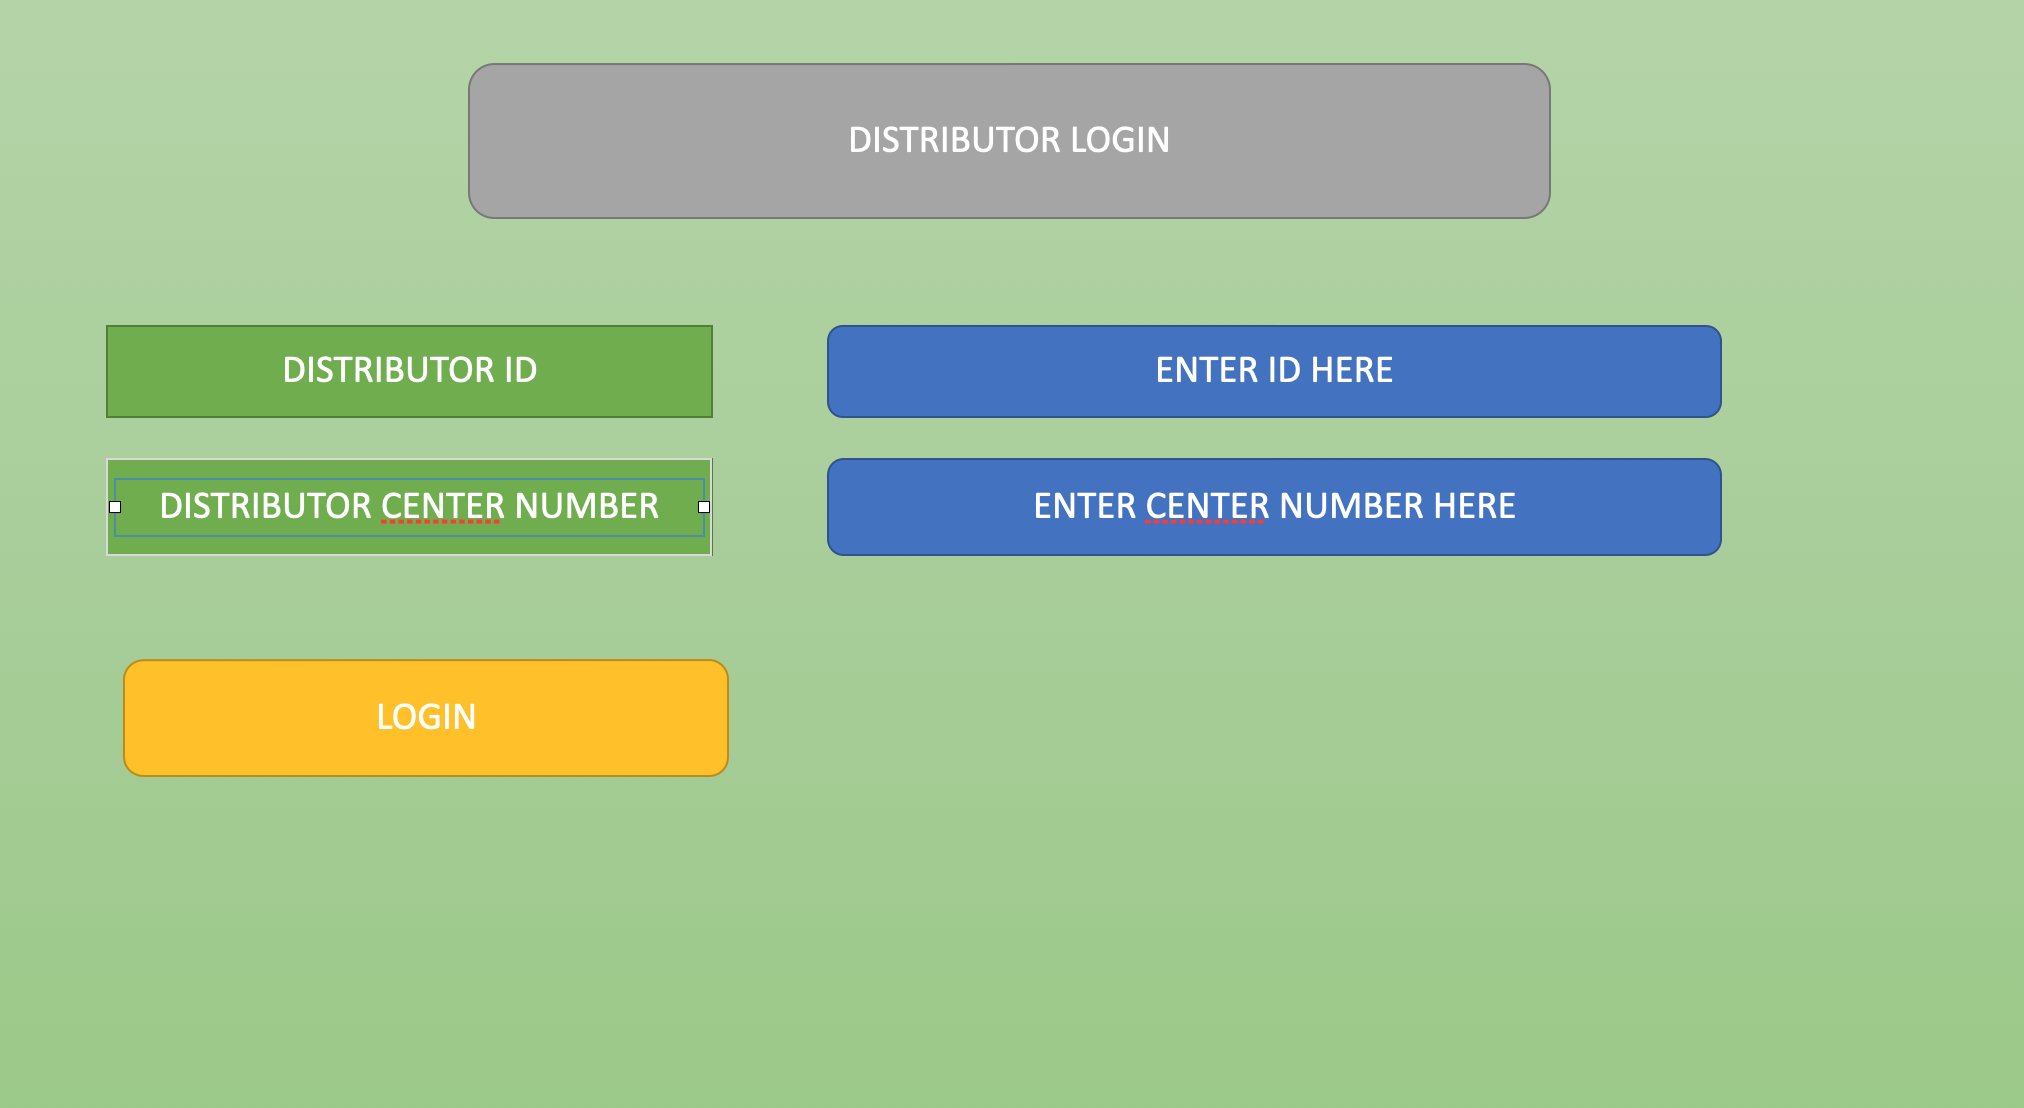 DISTRIBUTOR LOGIN
DISTRIBUTOR ID
ENTER ID HERE
DISTRIBUTOR CENTER NUMBER
ENTER CENTER NUMBER HERE
LOGIN